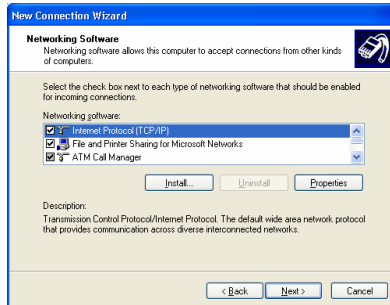 New Connection Wizard
Networking Software
Networking software allows this computer to accept connections from other kinds
of computers.
Select the check box next to each type of networking software that should be enabled
for incoming connections.
Networking software:
Internet Protocol (TCP/IP)
File and Printer Sharing for Microsoft Networks
ATM Call Manager
Install... Uninstall Properties
Description:
Transmission Control Protocol/Internet Protocol. The default wide area network protocol
that provides communication across diverse interconnected networks.
< Back Next > Cancel